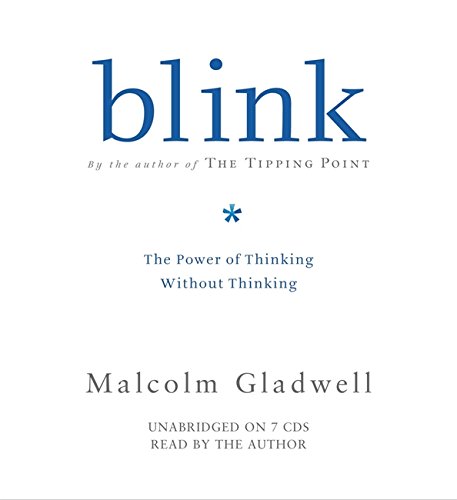 blink
By the author of THE TIPPING POINT
*
The Power of Thinking
Without Thinking
Malcolm Gladwell
UNABRIDGED ON 7 CDS
READ BY THE AUTHOR